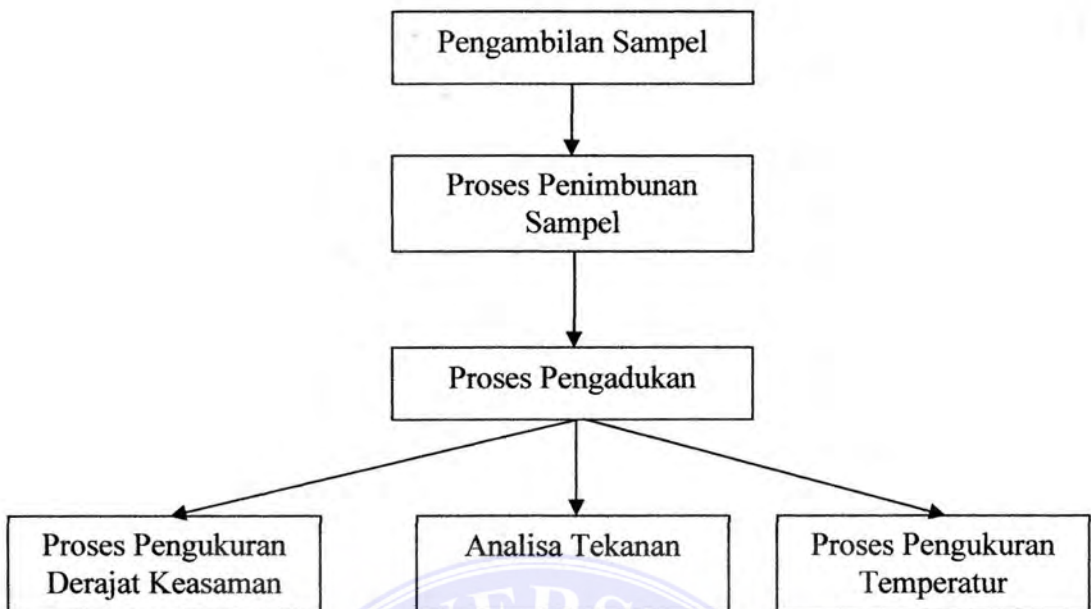 Pengambilan Sampel
Proses Penimbunan
Sampel
Proses Pengadukan
Proses Pengukuran
Derajat Keasaman
Analisa Tekanan
Proses Pengukuran
Temperatur